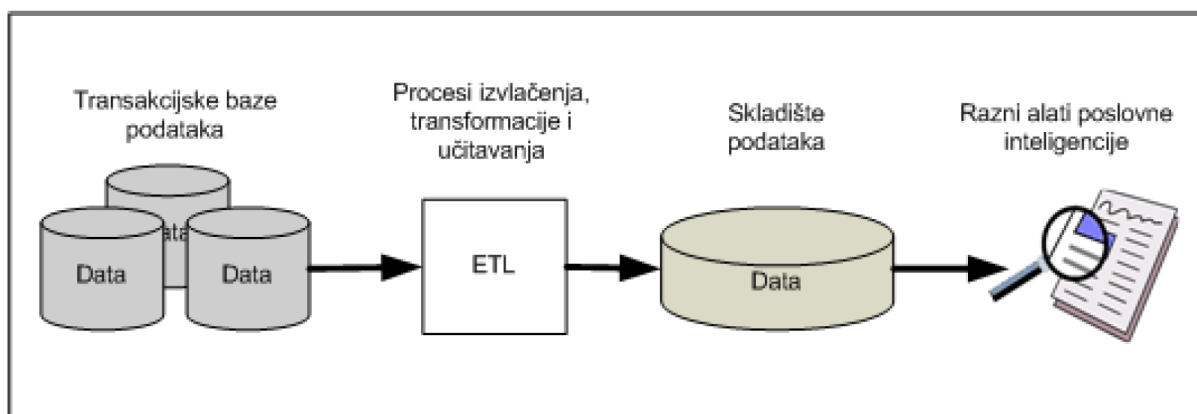 Transakcijske baze
podataka
Procesi izvlačenja,
transformacije i
učitavanja
Skladište
podataka
Razni alati poslovne
inteligencije
Data
Data
ETL
Data